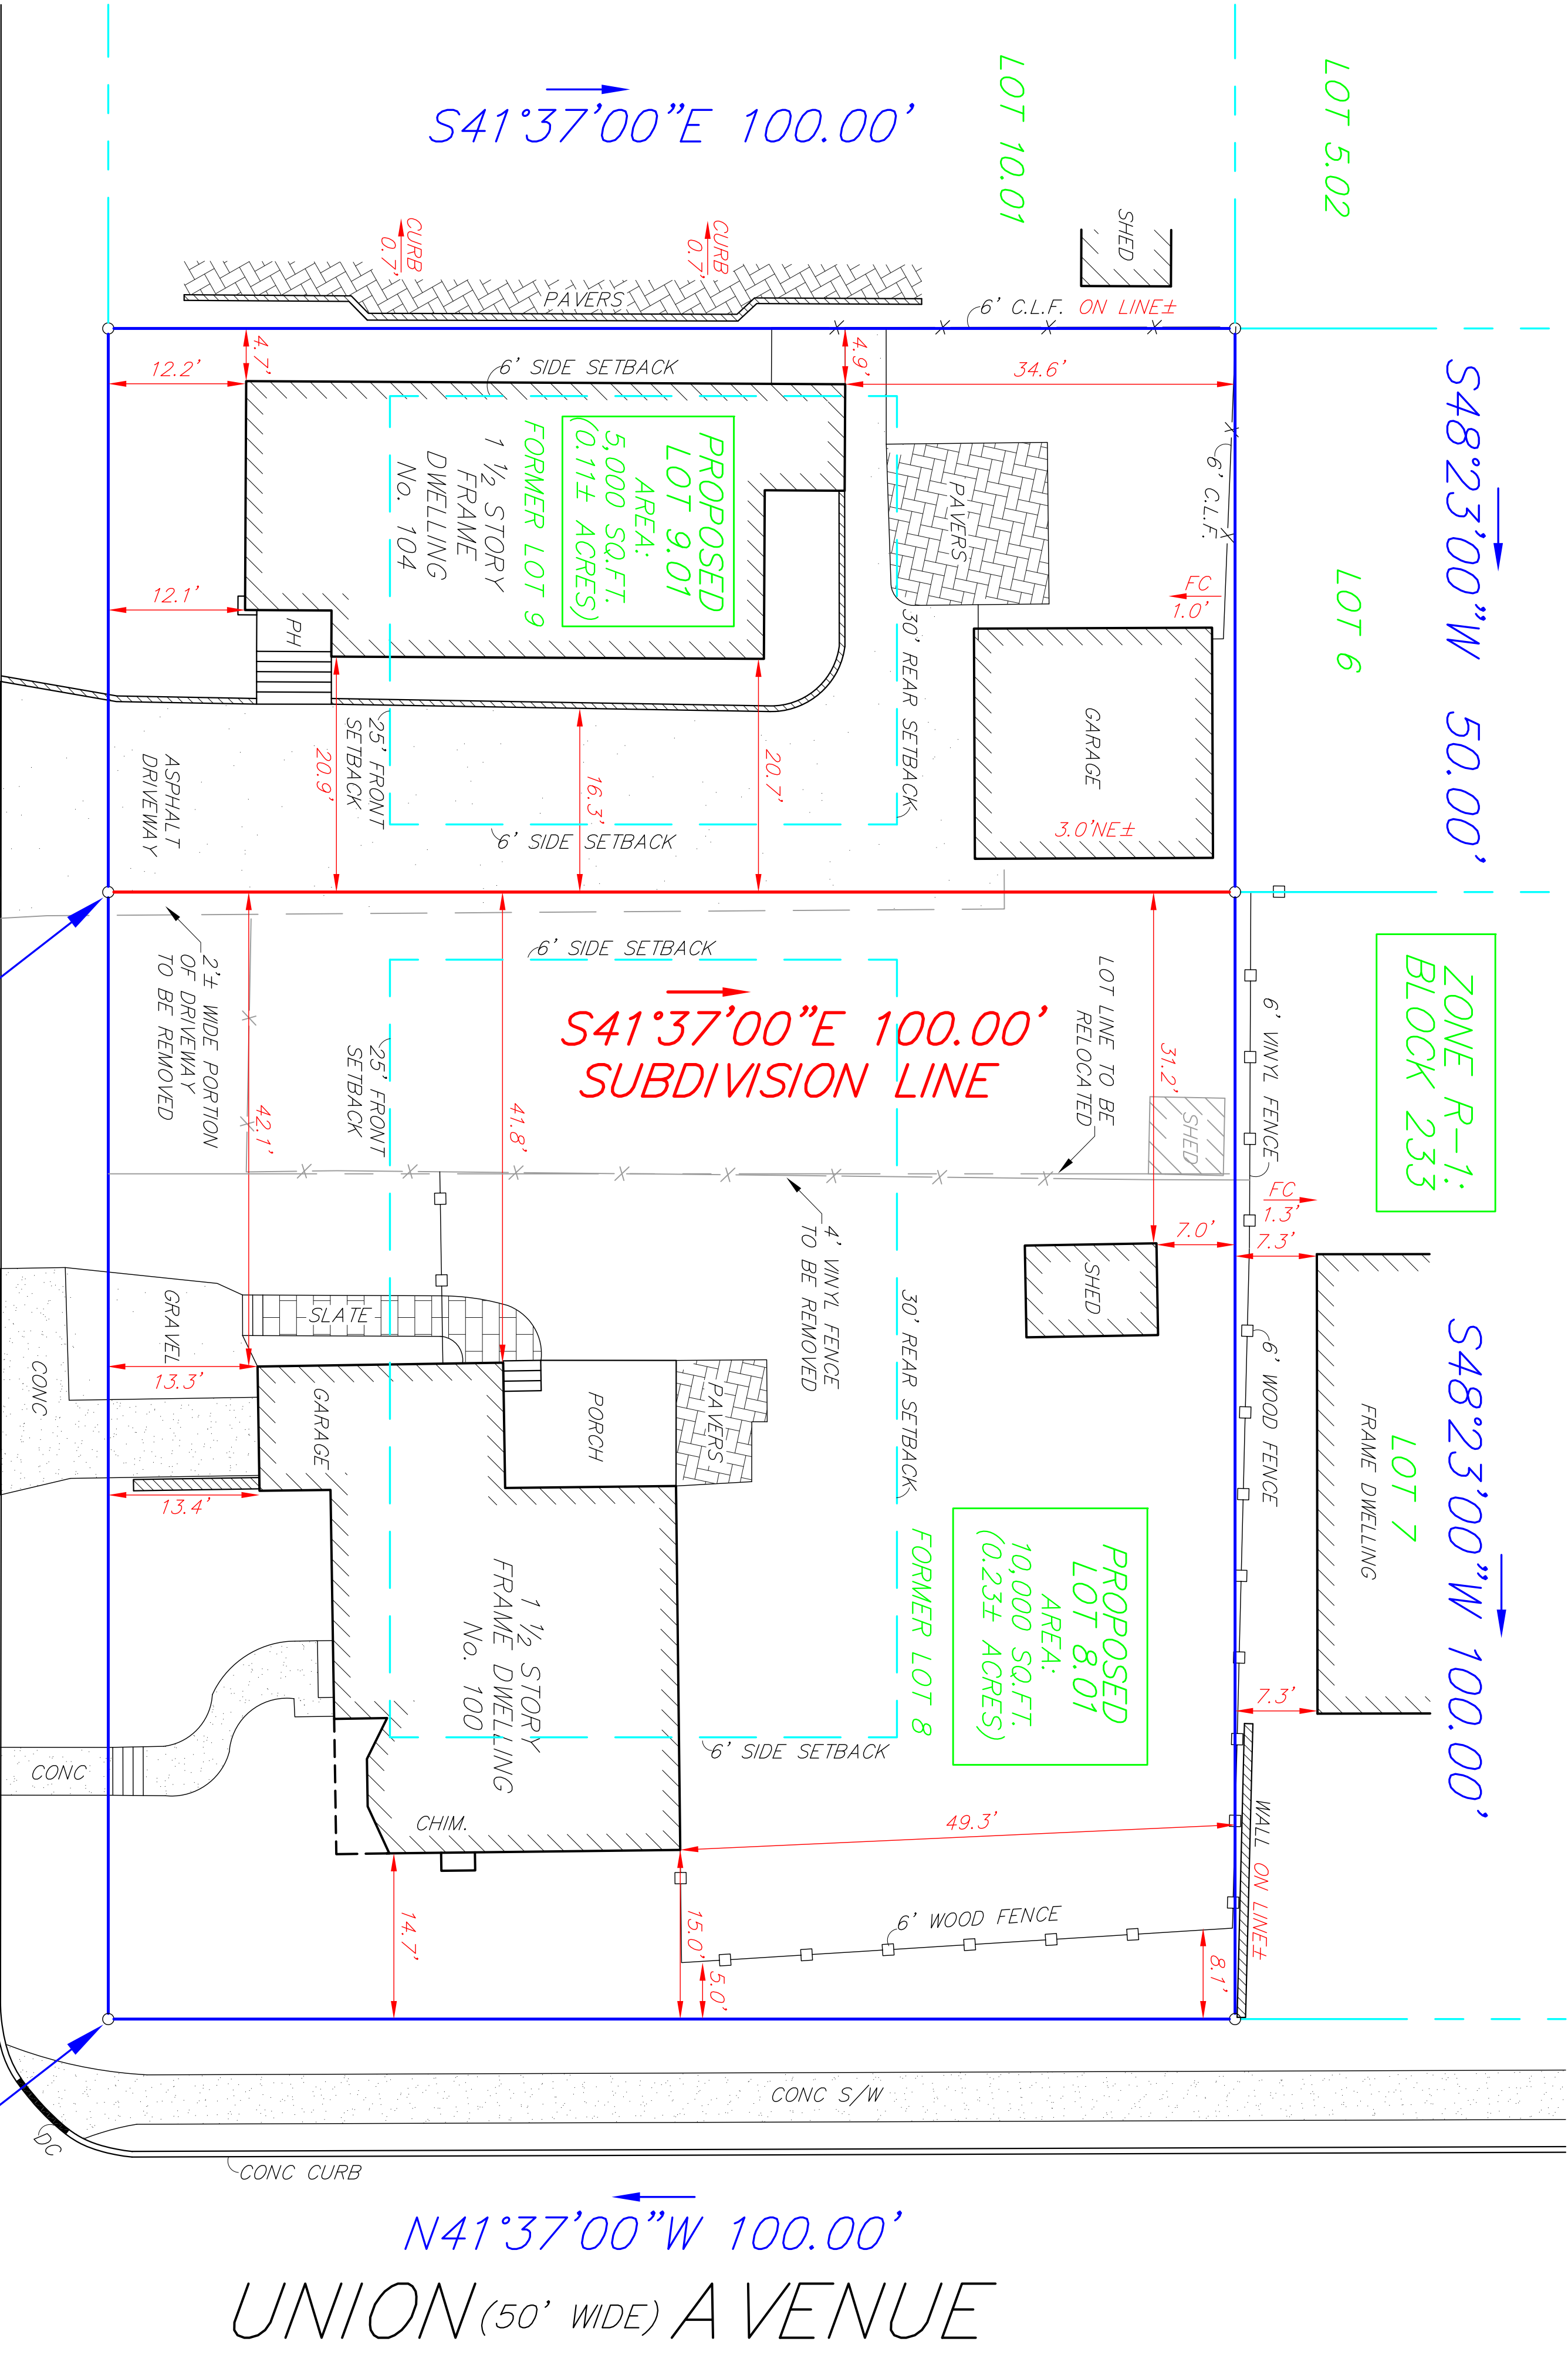 S41°37'00"E 100.00'
LOT 10.01
LOT 5.02
SHED
CURB
0.7'
CURB
0.7'
PAVERS
6' C.L.F. ON LINE±
S48°23'00"W 50.00'
LOT 6
12.2'
4.7'
6' SIDE SETBACK
4.9'
34.6'
6' C.L.F.
PROPOSED
LOT 9.01
AREA:
5,000 SQ.FT.
(0.11± ACRES)
FORMER LOT 9
1 ½ STORY
FRAME
DWELLING
No. 104
PAVERS
FC
1.0'
12.1'
PH
30' REAR SETBACK
GARAGE
3.0'NE±
25' FRONT
SETBACK
20.9'
16.3'
20.7'
6' SIDE SETBACK
ASPHALT
DRIVEWAY
ZONE R-1:
BLOCK 233
6' SIDE SETBACK
2'± WIDE PORTION
OF DRIVEWAY
TO BE REMOVED
S41°37'00"E 100.00'
SUBDIVISION LINE
LOT LINE TO BE
RELOCATED
31.2'
6' VINYL FENCE
SHED
25' FRONT
SETBACK
42.1'
41.8'
FC
1.3'
4' VINYL FENCE
TO BE REMOVED
7.0'
7.3'
SHED
30' REAR SETBACK
SLATE
GRAVEL
CONC
13.3'
GARAGE
PORCH
PAVERS
6' WOOD FENCE
FRAME DWELLING
LOT 7
S48°23'00"W 100.00'
13.4'
1 ½ STORY
FRAME DWELLING
No. 100
PROPOSED
LOT 8.01
AREA:
10,000 SQ.FT.
(0.23± ACRES)
FORMER LOT 8
7.3'
6' SIDE SETBACK
CONC
CHIM.
49.3'
WALL ON LINE±
14.7'
15.0'
5.0'
6' WOOD FENCE
8.1'
CONC S/W
DC
CONC CURB
N41°37'00"W 100.00'
UNION (50' WIDE) AVENUE